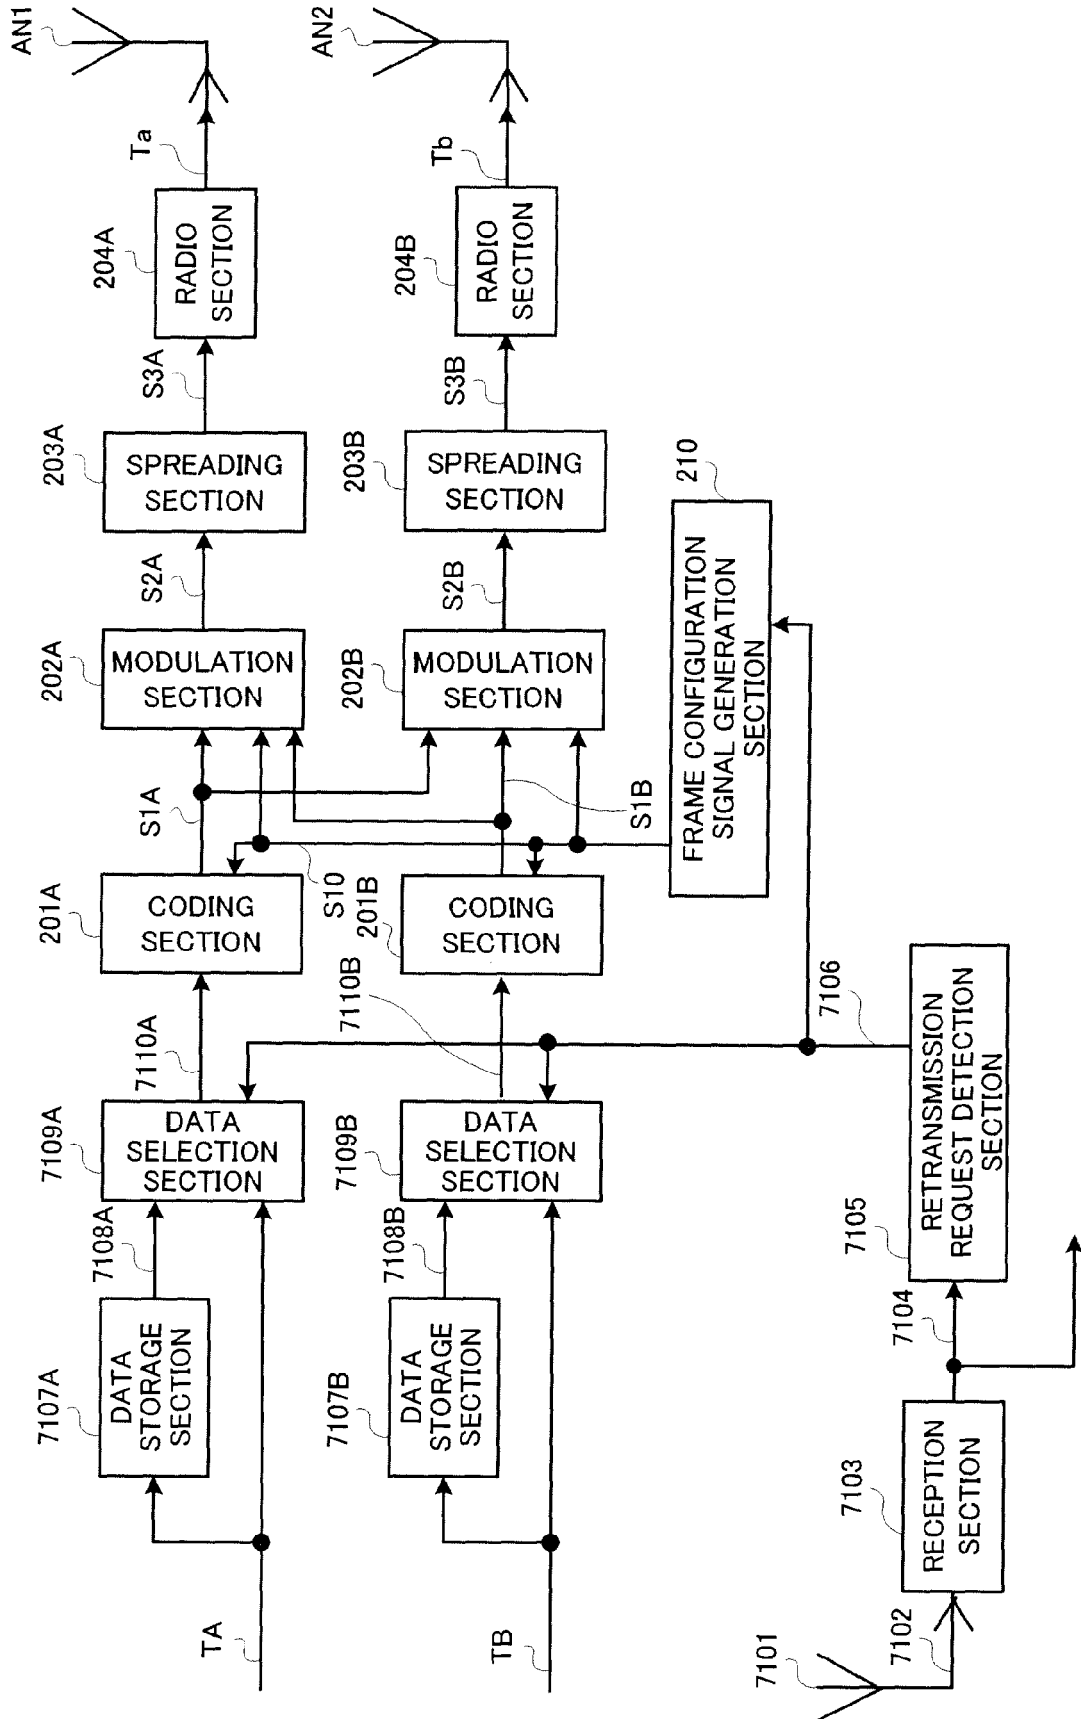 AN1
Ta
204A
RADIO
SECTION
S3A
203A
SPREADING
SECTION
S2A
202A
MODULATION
SECTION
S1A
201A
CODING
SECTION
7110A
7109A
DATA
SELECTION
SECTION
7108A
7107A
DATA
STORAGE
SECTION
TA
AN2
Tb
204B
RADIO
SECTION
S3B
203B
SPREADING
SECTION
S2B
202B
MODULATION
SECTION
S1B
S10
201B
CODING
SECTION
7110B
7109B
DATA
SELECTION
SECTION
7108B
7107B
DATA
STORAGE
SECTION
TB
210
FRAME CONFIGURATION
SIGNAL GENERATION
SECTION
7106
7105
RETRANSMISSION
REQUEST DETECTION
SECTION
7104
7103
RECEPTION
SECTION
7102
7101